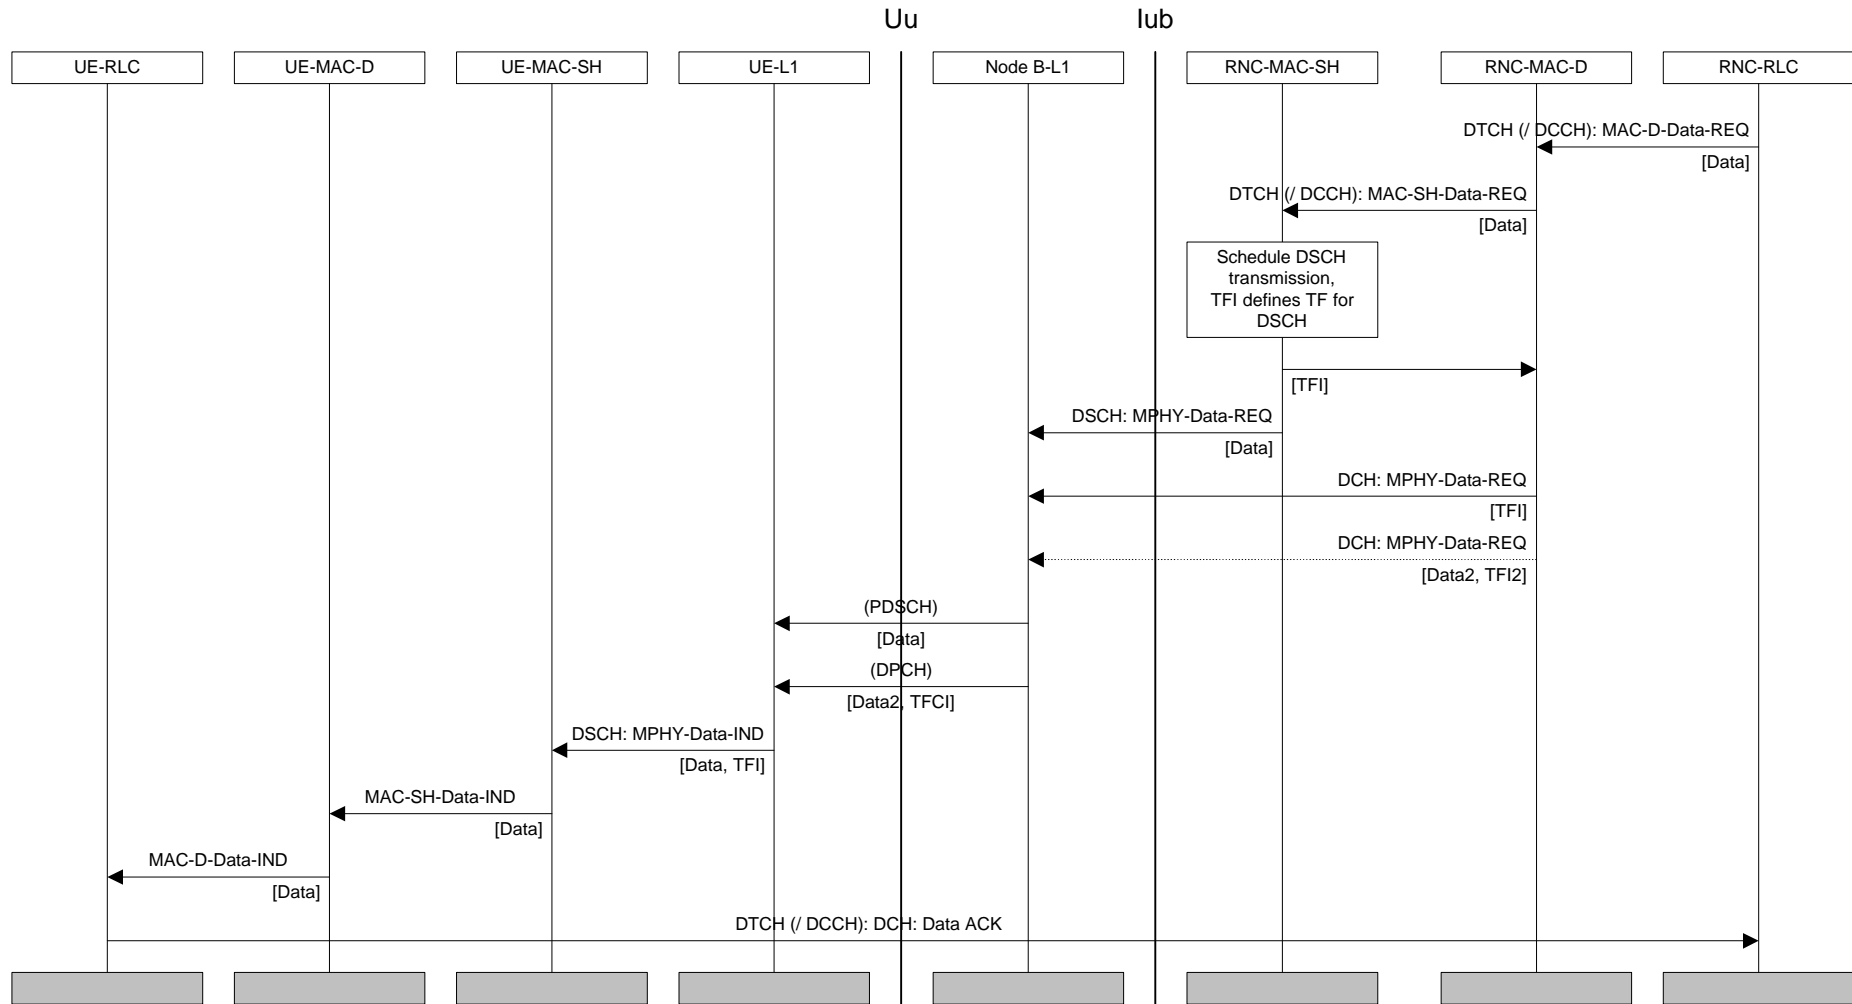 Uu
Iub
UE-RLC
UE-MAC-D
UE-MAC-SH
UE-L1
Node B-L1
RNC-MAC-SH
RNC-MAC-D
RNC-RLC
DTCH (/ DCCH): MAC-D-Data-REQ
[Data]
DTCH (/ DCCH): MAC-SH-Data-REQ
[Data]
Schedule DSCH
transmission,
TFI defines TF for
DSCH
[TFI]
DSCH: MPHY-Data-REQ
[Data]
DCH: MPHY-Data-REQ
[TFI]
DCH: MPHY-Data-REQ
[Data2, TFI2]
(PDSCH)
[Data]
(DPCH)
[Data2, TFCI]
DSCH: MPHY-Data-IND
[Data, TFI]
MAC-SH-Data-IND
[Data]
MAC-D-Data-IND
[Data]
DTCH (/ DCCH): DCH: Data ACK